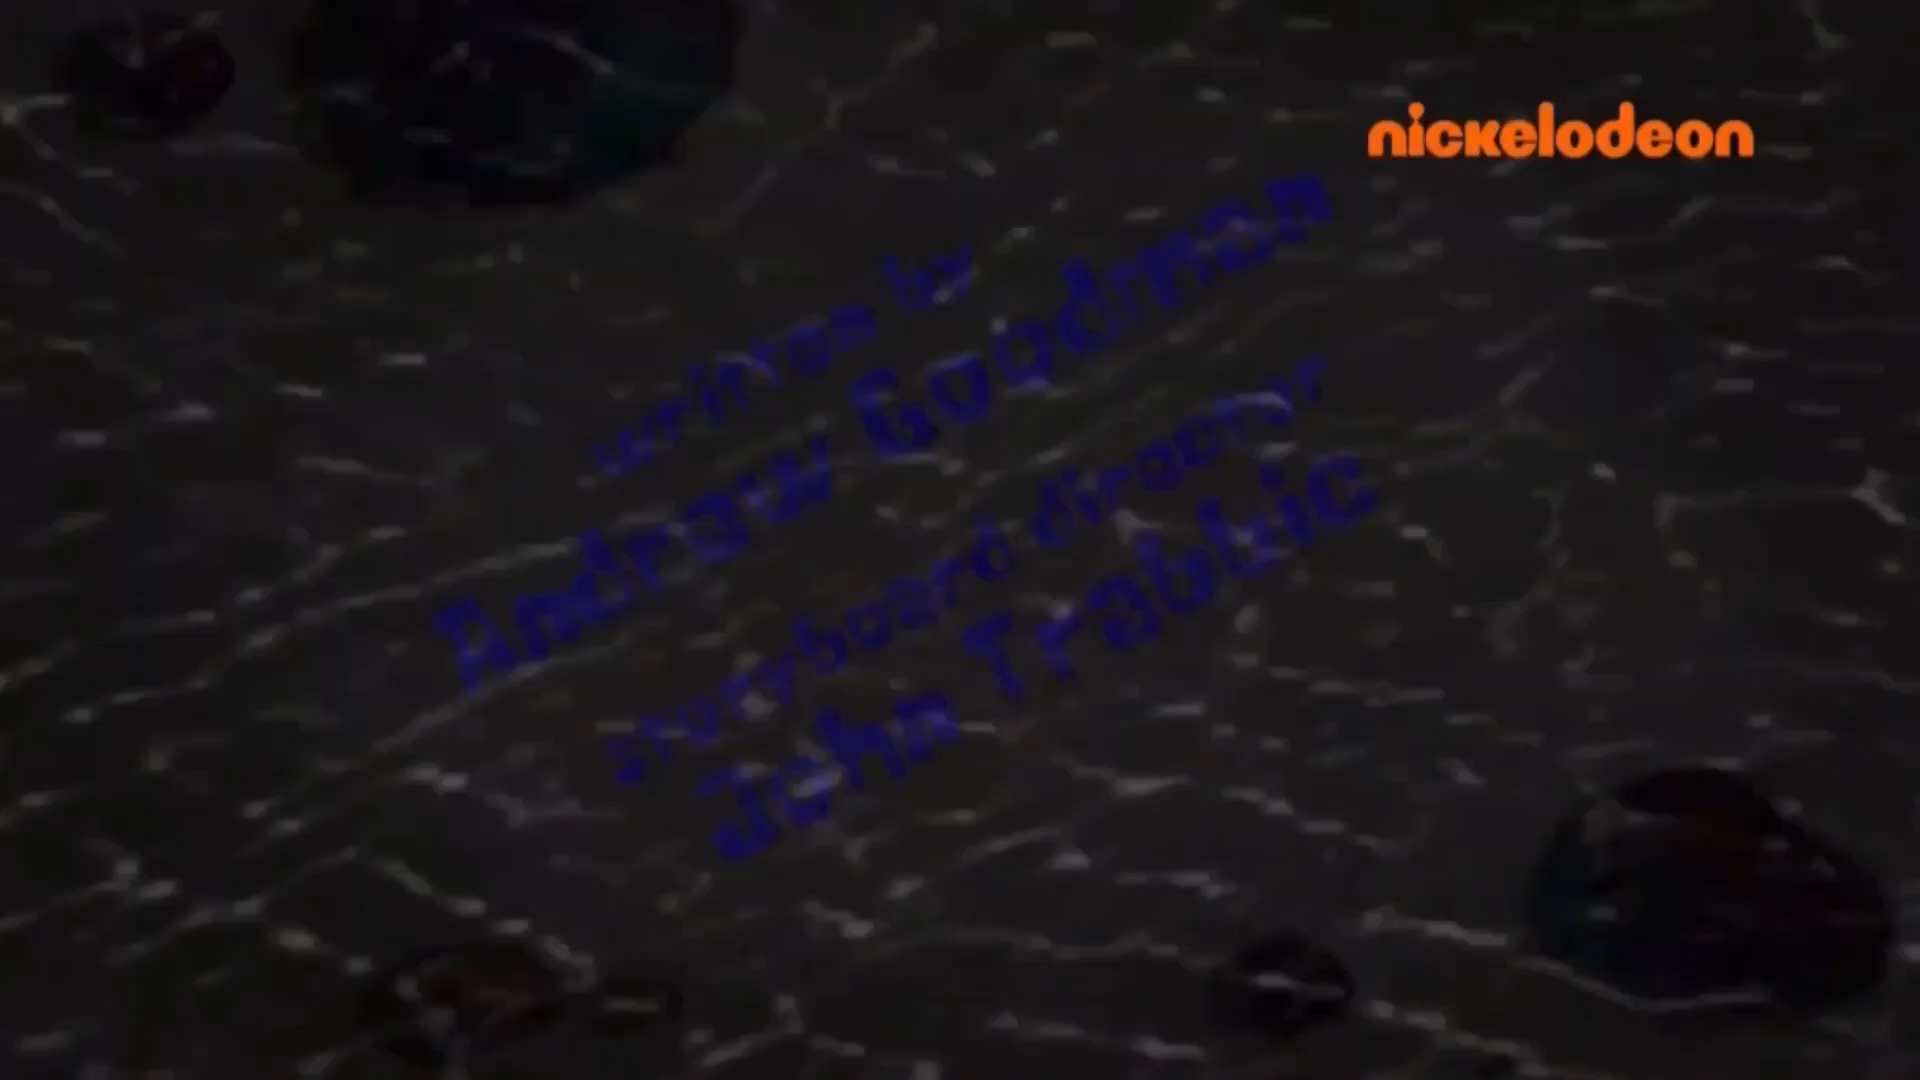 nickelodeon
written by
Andrew Goodman
storyboard director
John Trabbic